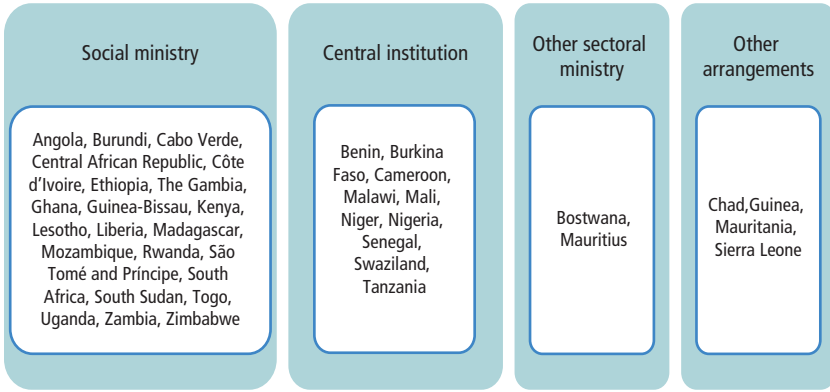 Social ministry
Angola, Burundi, Cabo Verde,
Central African Republic, Côte
d’Ivoire, Ethiopia, The Gambia,
Ghana, Guinea-Bissau, Kenya,
Lesotho, Liberia, Madagascar,
Mozambique, Rwanda, São
Tomé and Príncipe, South
Africa, South Sudan, Togo,
Uganda, Zambia, Zimbabwe
Central institution
Benin, Burkina
Faso, Cameroon,
Malawi, Mali,
Niger, Nigeria,
Senegal,
Swaziland,
Tanzania
Other sectoral
ministry
Bostwana,
Mauritius
Other
arrangements
Chad,Guinea,
Mauritania,
Sierra Leone